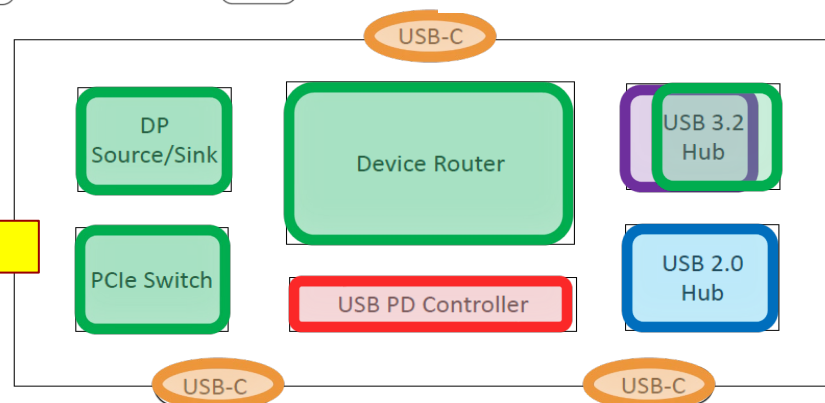 USB-C
DP
Source/Sink
Device Router
USB 3.2
Hub
PCIe Switch
USB PD Controller
USB 2.0
Hub
USB-C
USB-C